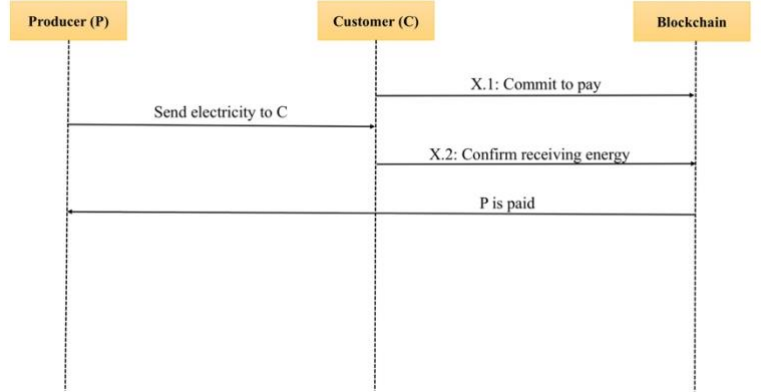 Producer (P)
Customer (C)
Blockchain
X.1: Commit to pay
Send electricity to C
X.2: Confirm receiving energy
P is paid